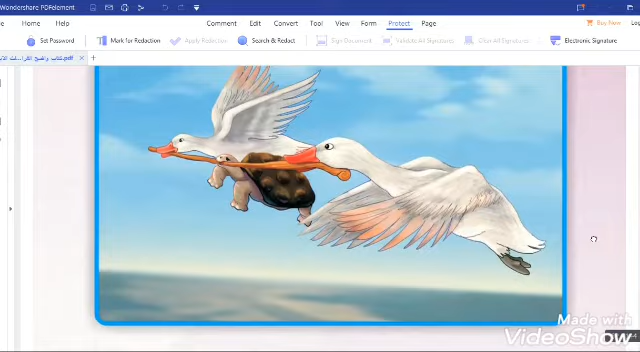 Wondershare PDFelement
Home Help Comment Edit Convert Tool View Form Protect Page
Buy Now
Set Password Mark for Redaction Apply Redaction Search & Redact Sign Document Validate All Signatures Clear All Signatures Electronic Signature
Made with
VideoShow